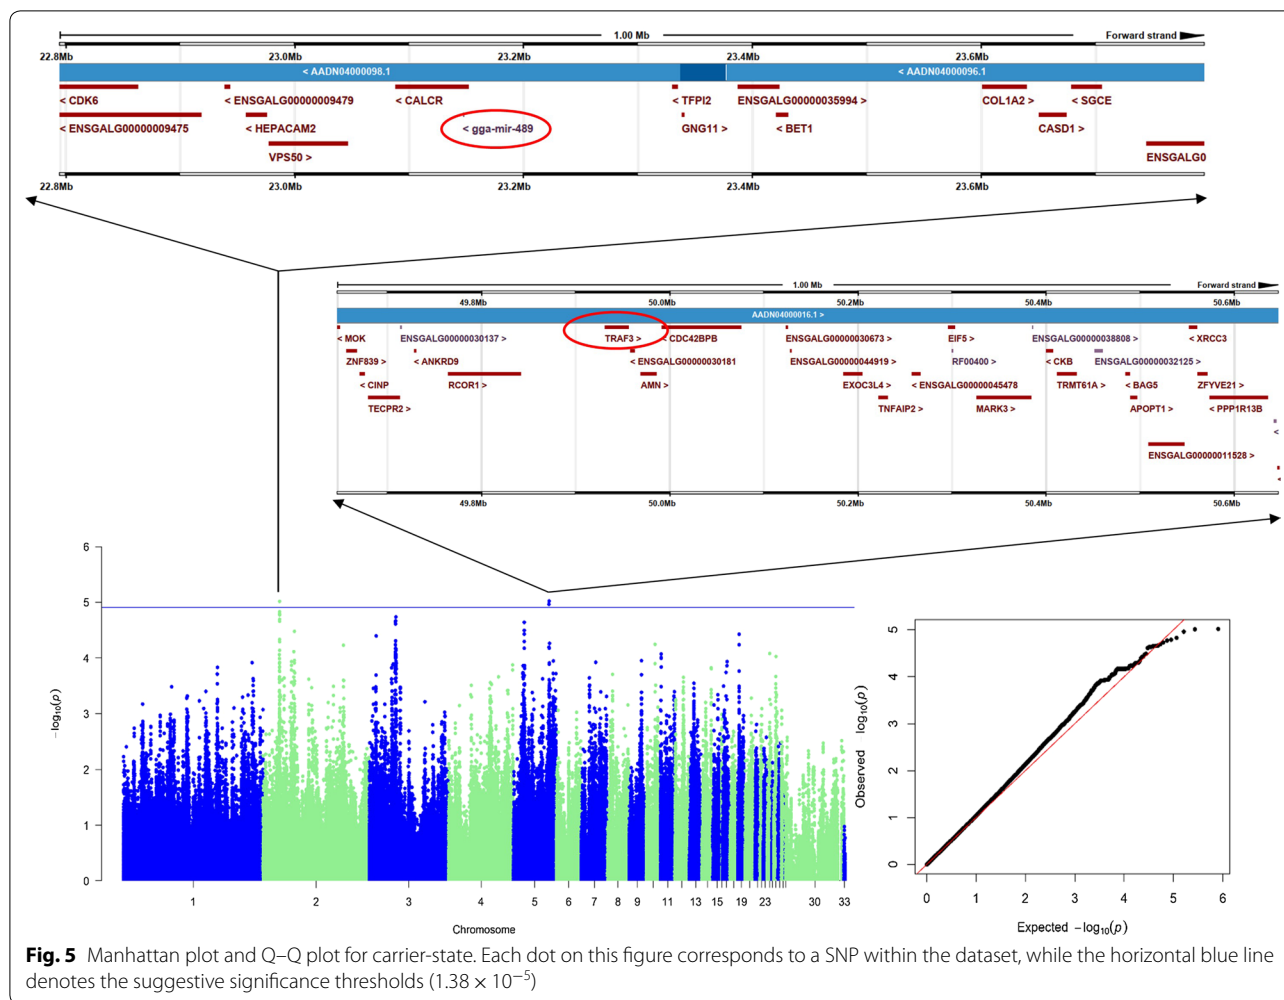 1.00 Mb Forward strand
22.8Mb 23.0Mb 23.2Mb 23.4Mb 23.6Mb
< AADN04000098.1 < AADN04000096.1
< CDK6 < ENSGALG00000009479 < CALCR < TFPI2 ENSGALG00000035994 > COL1A2 > < SGCE
< ENSGALG00000009475 < HEPACAM2 < gga-mir-489 GNG11 > < BET1 CASD1 >
VPS50 > ENSGALG0
22.8Mb 23.0Mb 23.2Mb 23.4Mb 23.6Mb
1.00 Mb Forward strand
49.8Mb 50.0Mb 50.2Mb 50.4Mb 50.6Mb
AADN04000016.1 >
< MOK ENSGALG00000030137 > TRAF3 > < CDC42BPB ENSGALG00000030673 > EIF5 > ENSGALG00000038808 > < XRCC3
ZNF839 > < ANKRD9 < ENSGALG00000030181 ENSGALG00000044919 > RF00400 > < CKB ENSGALG00000032125 >
< CINP RCOR1 > AMN > EXOC3L4 > < ENSGALG00000045478 TRMT61A > < BAG5 ZFYVE21 >
TECPR2 > TNFAIP2 > MARK3 > APOPT1 > < PPP1R13B
<
ENSGALG00000011528 >
<
49.8Mb 50.0Mb 50.2Mb 50.4Mb 50.6Mb
6
5
4
3
2
1
0
−log10(p)
1 2 3 4 5 6 7 8 9 11 13 15 17 19 23 30 33
Chromosome
5
4
3
2
1
0
Observed log10(p)
0 1 2 3 4 5 6
Expected −log10(p)
Fig. 5 Manhattan plot and Q–Q plot for carrier-state. Each dot on this figure corresponds to a SNP within the dataset, while the horizontal blue line
denotes the suggestive significance thresholds (1.38 × 10−5)